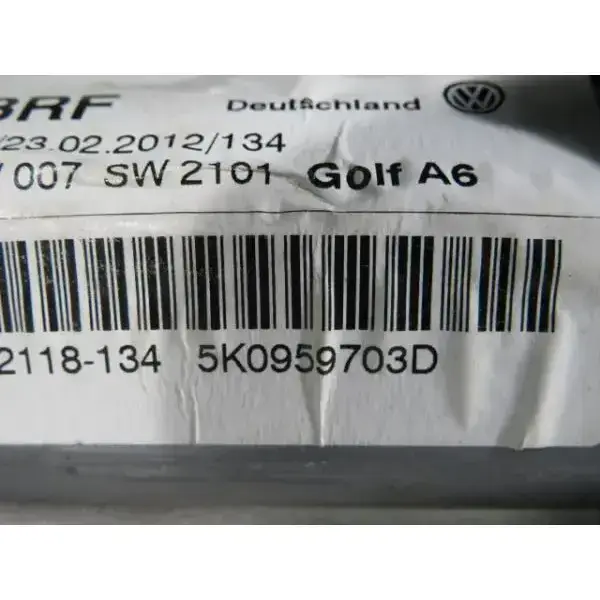 BRF Deutschland
/23.02.2012/134
007 SW 2101 Golf A6
2118-134 5K0959703D